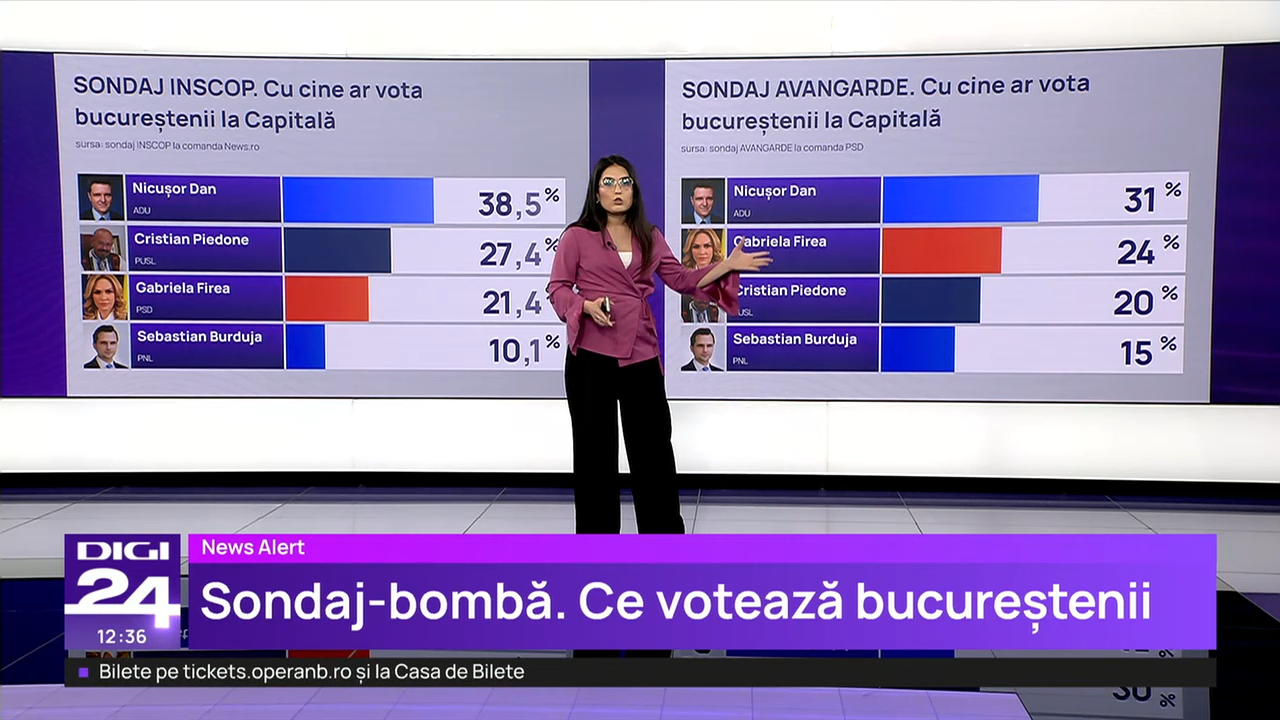 SONDAJ INSCOP. Cu cine ar vota
bucureștenii la Capitală
sursa: sondaj INSCOP la comanda News.ro
Nicușor Dan
ADU
38,5%
Cristian Piedone
PUSL
27,4%
Gabriela Firea
PSD
21,4%
Sebastian Burduja
PNL
10,1%
SONDAJ AVANGARDE. Cu cine ar vota
bucureștenii la Capitală
sursa: sondaj AVANGARDE la comanda PSD
Nicușor Dan
ADU
31%
Gabriela Firea
24%
Cristian Piedone
20%
Sebastian Burduja
PNL
15%
DIGI
24
12:36
News Alert
Sondaj-bombă. Ce votează bucureștenii
Bilete pe tickets.operanb.ro și la Casa de Bilete